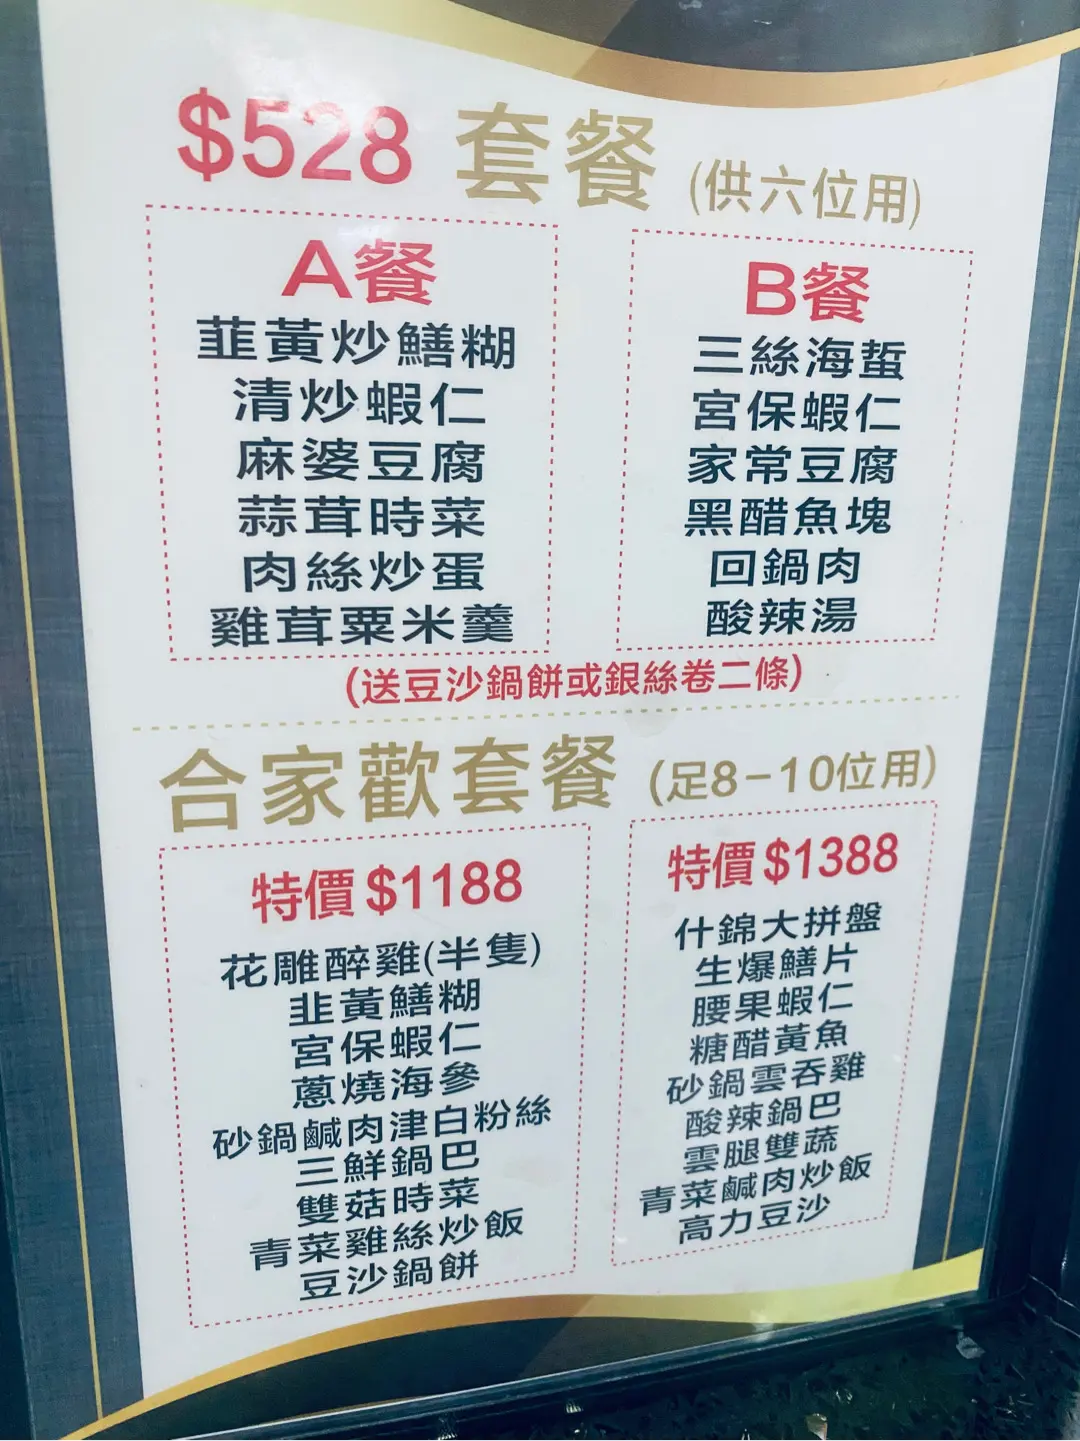 $528 套餐 (供六位用)
A餐
韮黃炒鱔糊
清炒蝦仁
麻婆豆腐
蒜茸時菜
肉絲炒蛋
雞茸粟米羹
B餐
三絲海蜇
宮保蝦仁
家常豆腐
黑醋魚塊
回鍋肉
酸辣湯
(送豆沙鍋餅或銀絲卷二條)
合家歡套餐 (足8-10位用)
特價$1188
花雕醉雞(半隻)
韭黃鱔糊
宮保蝦仁
蔥燒海參
砂鍋鹹肉津白粉絲
三鮮鍋巴
雙菇時菜
青菜雞絲炒飯
豆沙鍋餅
特價$1388
什錦大拼盤
生爆鱔片
腰果蝦仁
糖醋黃魚
砂鍋雲吞雞
酸辣鍋巴
雲腿雙蔬
青菜鹹肉炒飯
高力豆沙